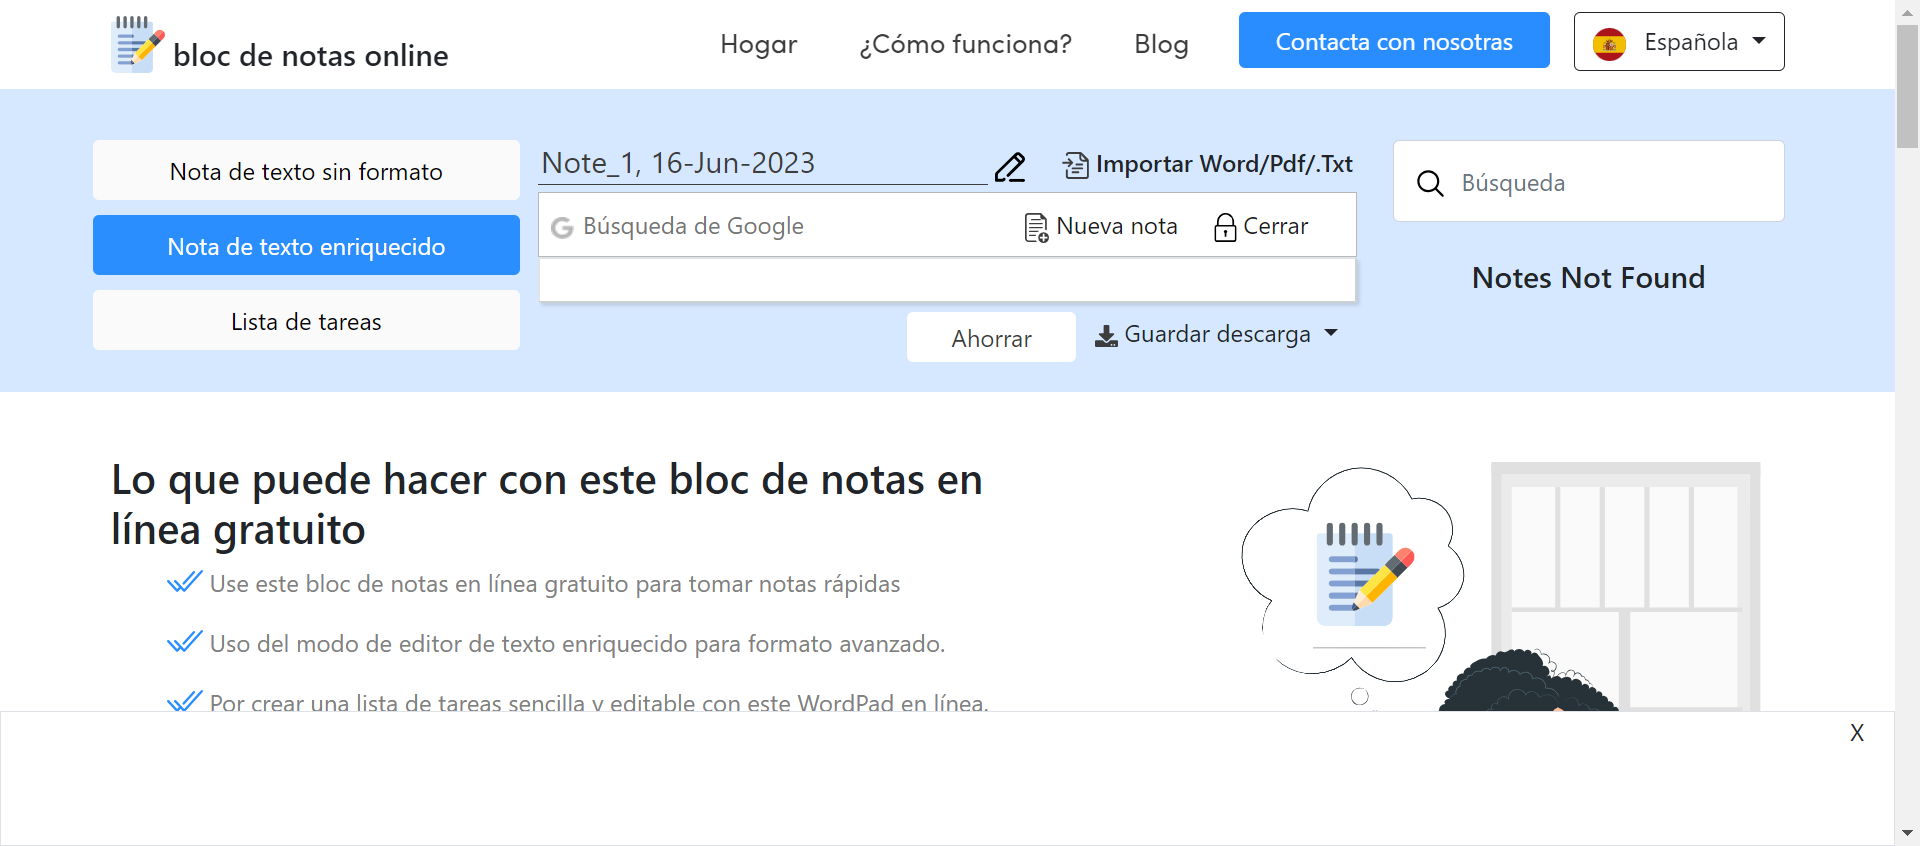 bloc de notas online
Hogar
¿Cómo funciona?
Blog
Contacta con nosotras
Española
Nota de texto sin formato
Nota de texto enriquecido
Lista de tareas
Note_1, 16-Jun-2023
Importar Word/Pdf/.Txt
Búsqueda de Google
Nueva nota
Cerrar
Ahorrar
Guardar descarga
Búsqueda
Notes Not Found
Lo que puede hacer con este bloc de notas en
línea gratuito
Use este bloc de notas en línea gratuito para tomar notas rápidas
Uso del modo de editor de texto enriquecido para formato avanzado.
Por crear una lista de tareas sencilla y editable con este WordPad en línea.
X